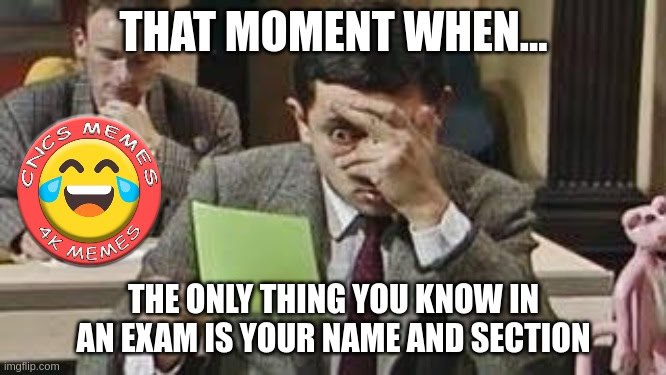 THAT MOMENT WHEN...
CNCS MEMES
4K MEMES
THE ONLY THING YOU KNOW IN
AN EXAM IS YOUR NAME AND SECTION
imgflip.com